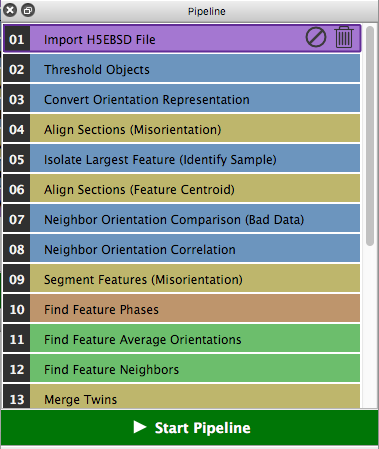 Pipeline
01 Import H5EBSD File
02 Threshold Objects
03 Convert Orientation Representation
04 Align Sections (Misorientation)
05 Isolate Largest Feature (Identify Sample)
06 Align Sections (Feature Centroid)
07 Neighbor Orientation Comparison (Bad Data)
08 Neighbor Orientation Correlation
09 Segment Features (Misorientation)
10 Find Feature Phases
11 Find Feature Average Orientations
12 Find Feature Neighbors
13 Merge Twins
Start Pipeline